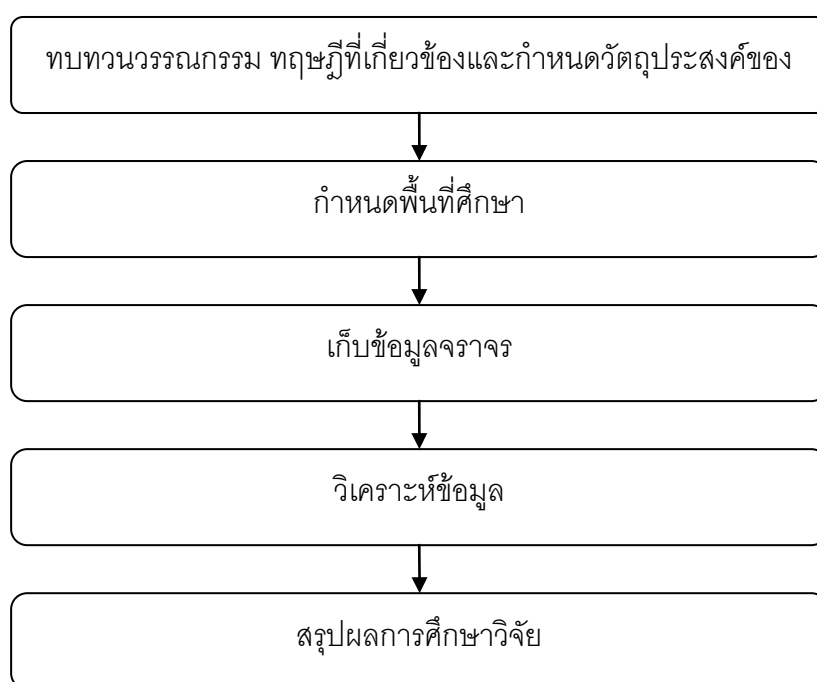 ทบทวนวรรณกรรม ทฤษฎีที่เกี่ยวข้องและกำหนดวัตถุประสงค์ของ
กำหนดพื้นที่ศึกษา
เก็บข้อมูลจราจร
วิเคราะห์ข้อมูล
สรุปผลการศึกษาวิจัย